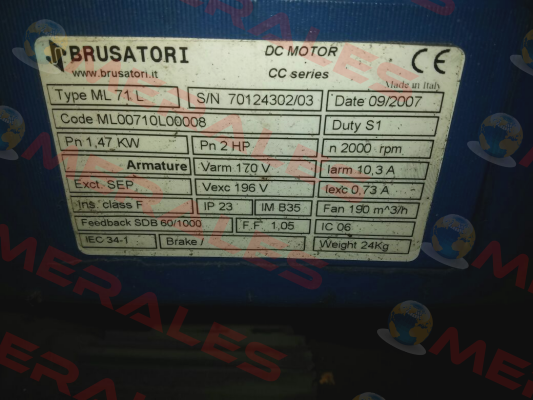 BRUSATORI
www.brusatori.it
DC MOTOR
CC series
CE
Made in Italy
Type ML 71 L
S/N 70124302/03
Date 09/2007
Code ML00710L00008
Duty S1
Pn 1,47 KW
Pn 2 HP
n 2000 rpm
Armature
Varm 170 V
Iarm 10,3 A
Exct. SEP.
Vexc 196 V
Iexc 0,73 A
Ins. class F
IP 23
IM B35
Fan 190 m^3/h
Feedback SDB 60/1000
F.F. 1,05
IC 06
IEC 34-1
Brake /
Weight 24Kg
MERALES